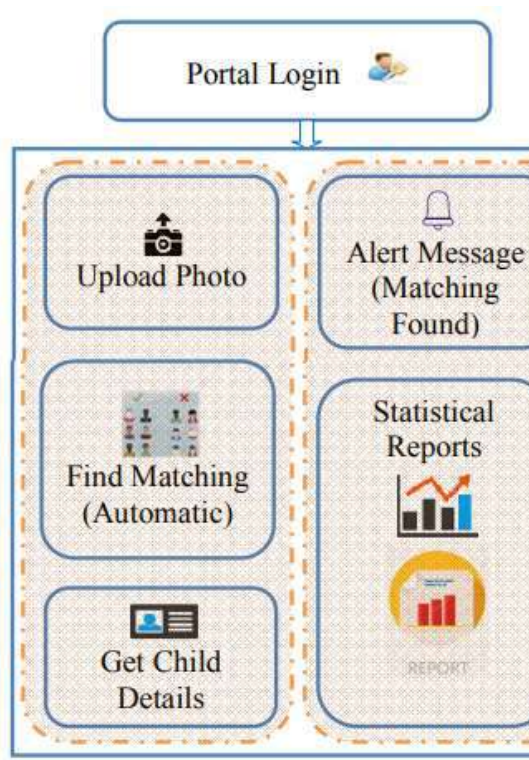 Portal Login
Upload Photo
Find Matching
(Automatic)
Get Child
Details
Alert Message
(Matching
Found)
Statistical
Reports
REPORT